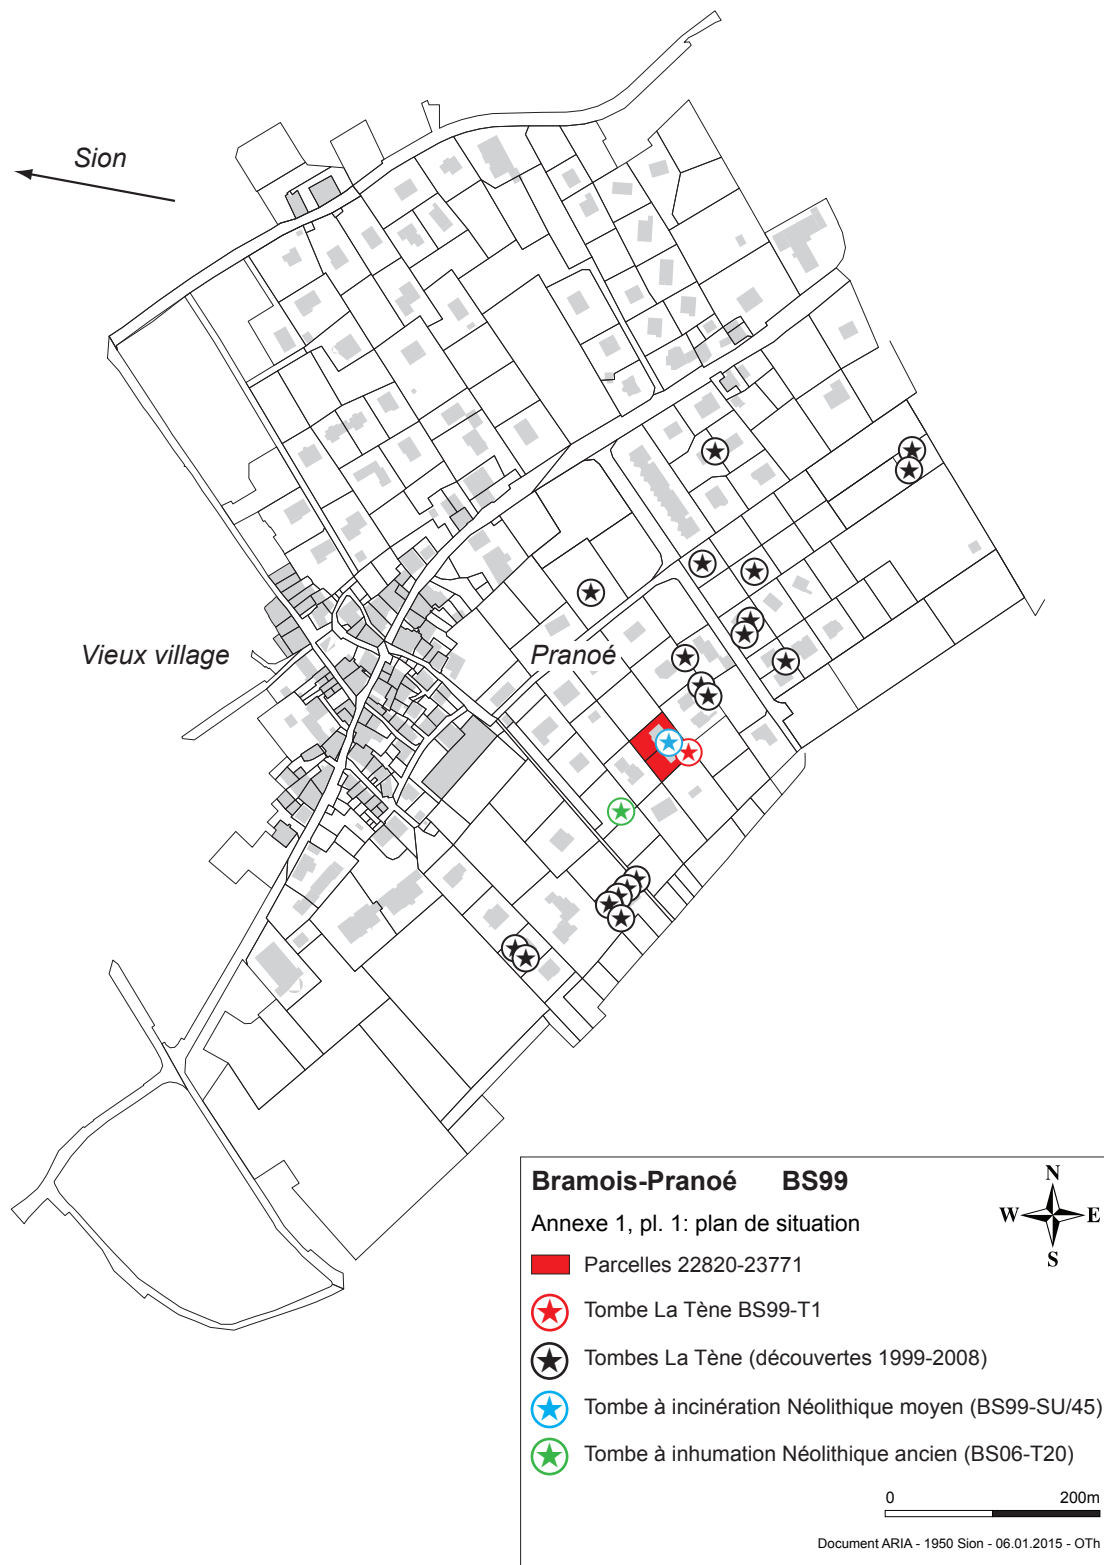 Sion
Vieux village
Pranoé
Bramois-Pranoé BS99
Annexe 1, pl. 1: plan de situation
N
W E
S
Parcelles 22820-23771
Tombe La Tène BS99-T1
Tombes La Tène (découvertes 1999-2008)
Tombe à incinération Néolithique moyen (BS99-SU/45)
Tombe à inhumation Néolithique ancien (BS06-T20)
0 200m
Document ARIA - 1950 Sion - 06.01.2015 - OTh